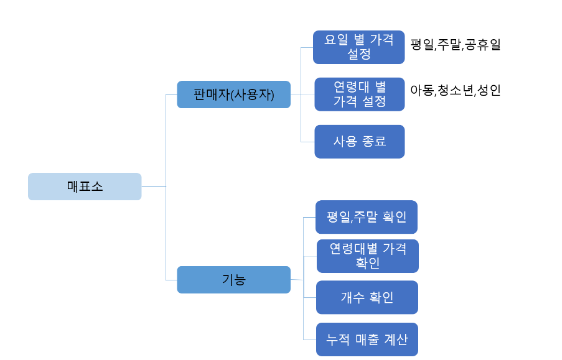 요일 별 가격
설정
평일,주말,공휴일
판매자(사용자)
연령대 별
가격 설정
아동,청소년,성인
사용 종료
매표소
평일,주말 확인
연령대별 가격
확인
기능
개수 확인
누적 매출 계산